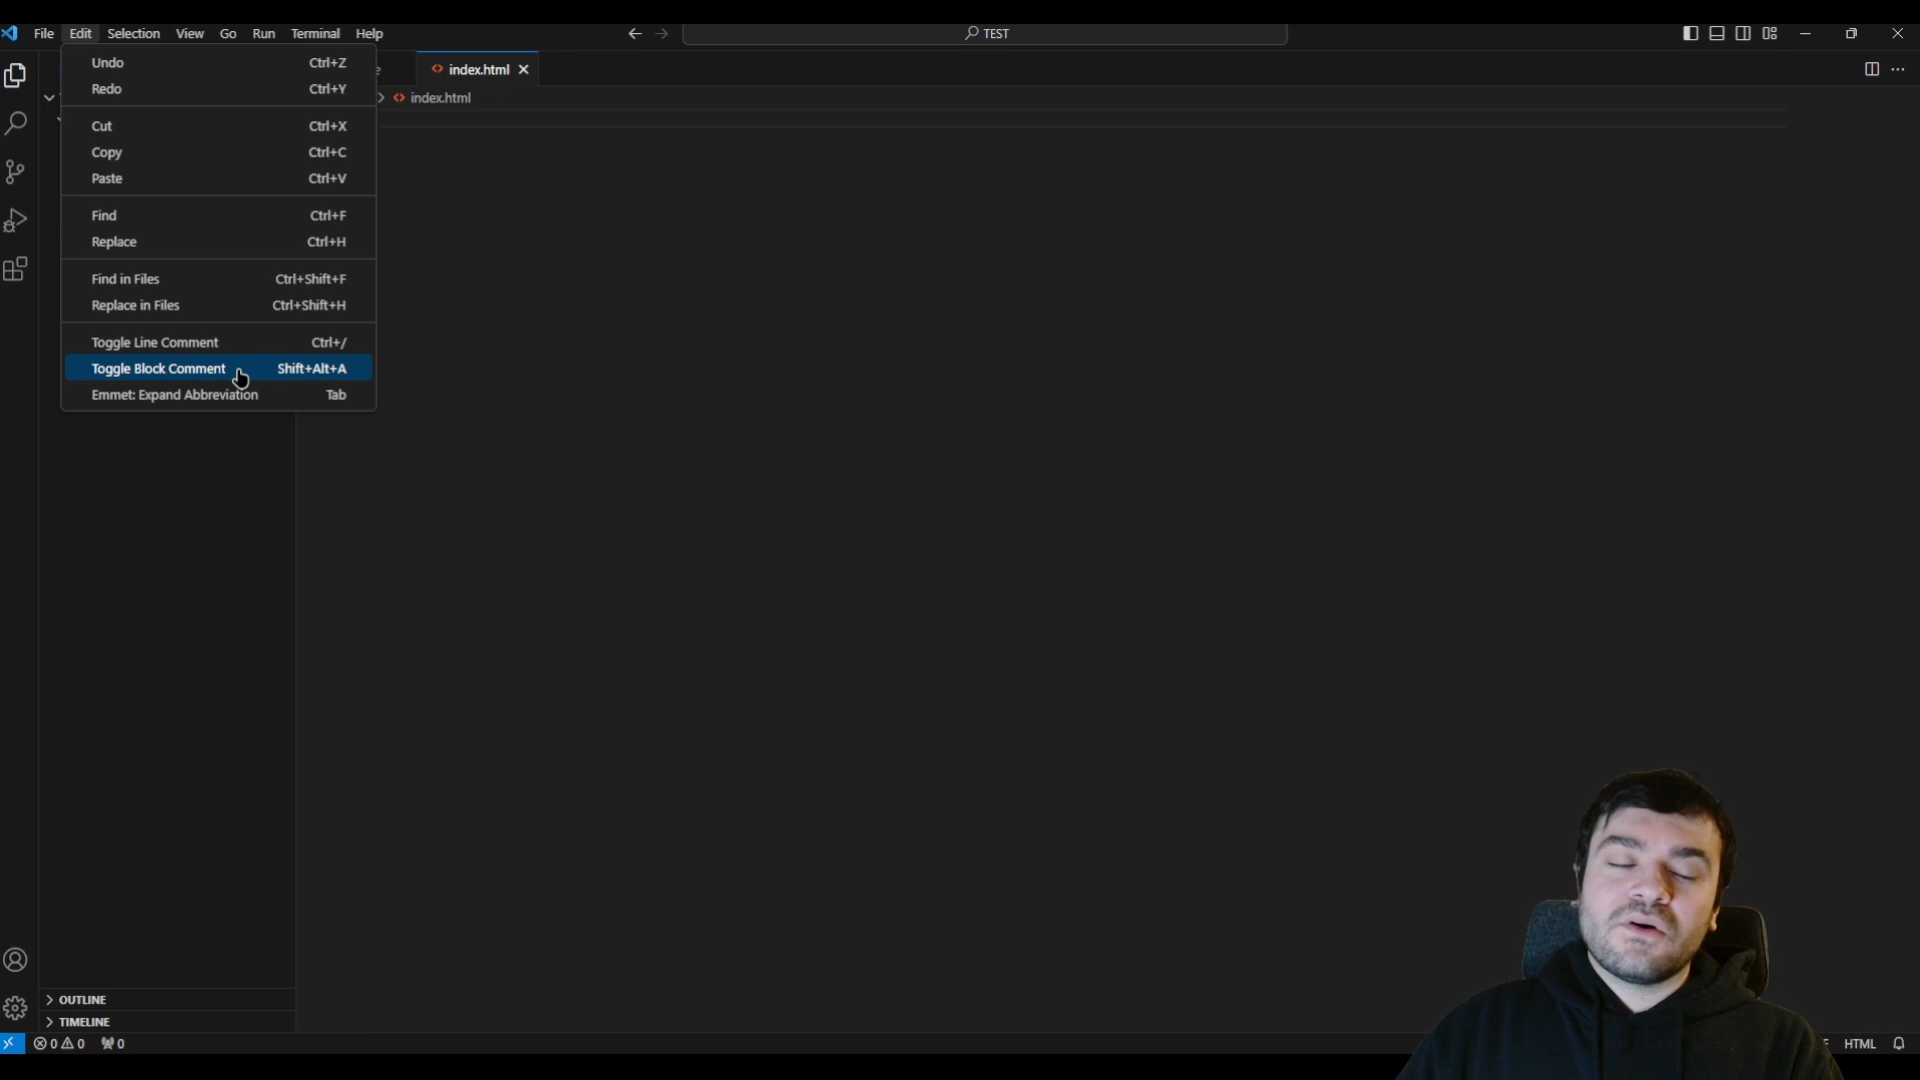 File Edit Selection View Go Run Terminal Help
TEST
Undo Ctrl+Z
index.html
Redo Ctrl+Y
index.html
Cut Ctrl+X
Copy Ctrl+C
Paste Ctrl+V
Find Ctrl+F
Replace Ctrl+H
Find in Files Ctrl+Shift+F
Replace in Files Ctrl+Shift+H
Toggle Line Comment Ctrl+/
Toggle Block Comment Shift+Alt+A
Emmet: Expand Abbreviation Tab
OUTLINE
TIMELINE
0 0 0 HTML